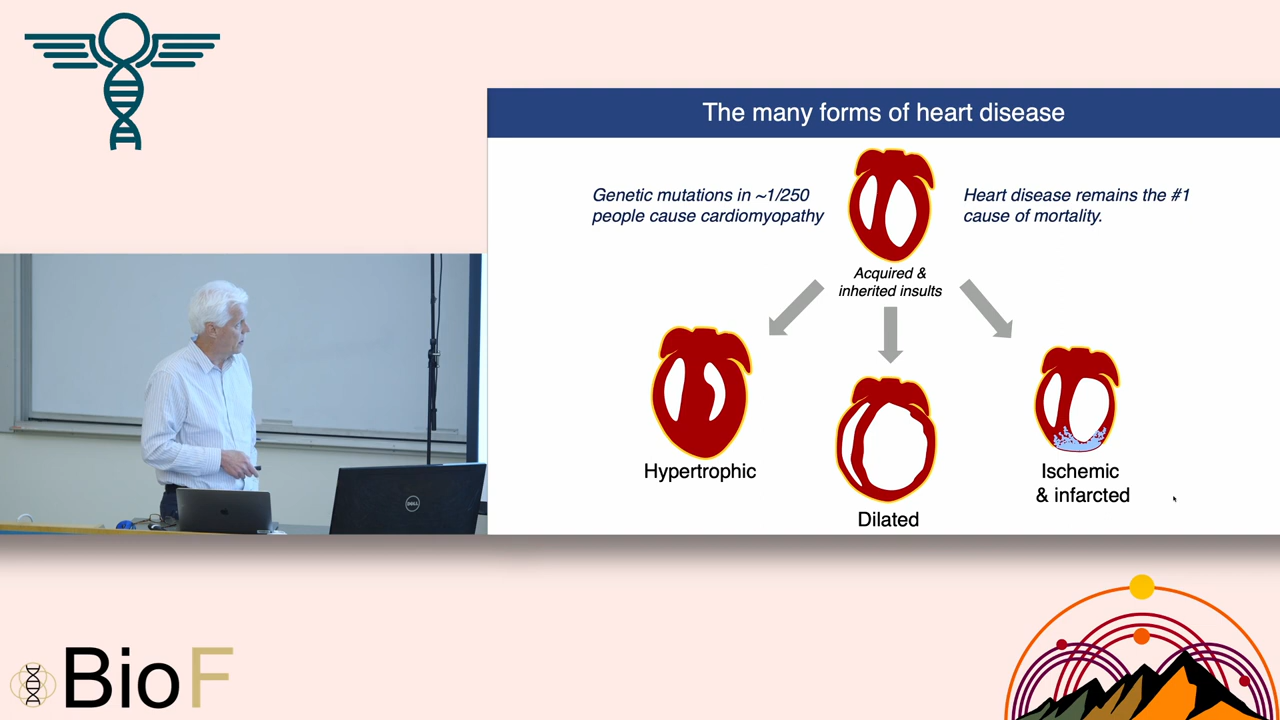 The many forms of heart disease
Genetic mutations in ~1/250
people cause cardiomyopathy
Heart disease remains the #1
cause of mortality.
Acquired &
inherited insults
Hypertrophic
Dilated
Ischemic
& infarcted
DELL
BioF